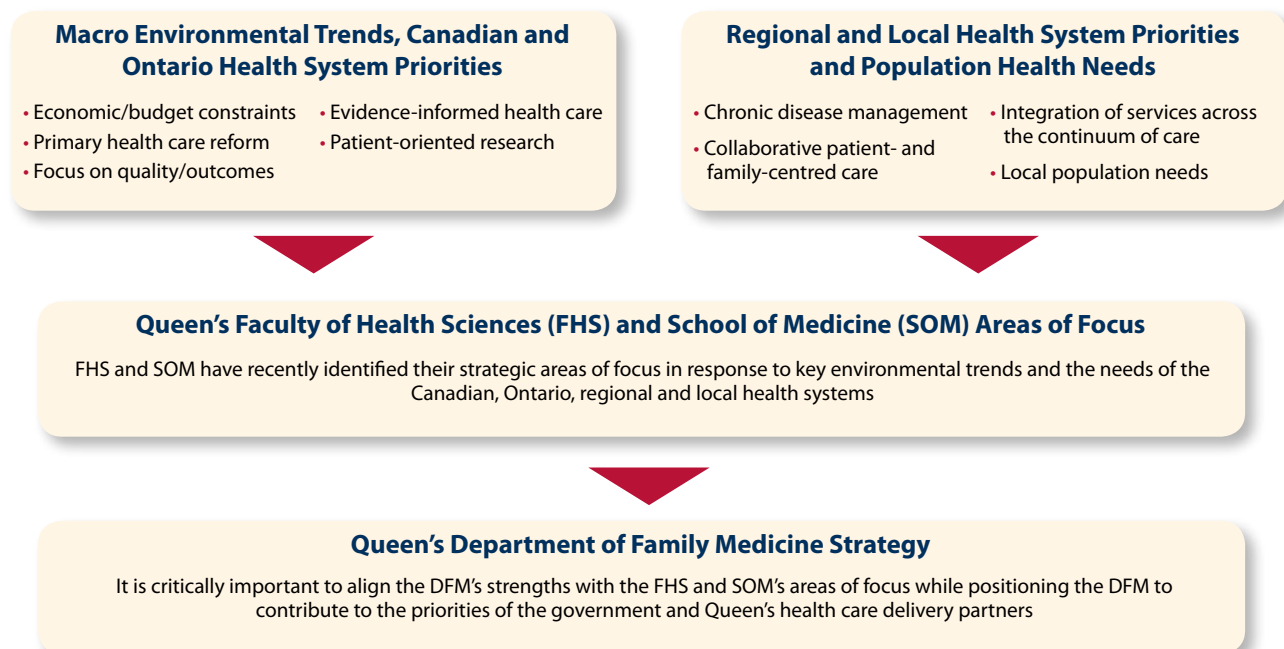 Macro Environmental Trends, Canadian and
Ontario Health System Priorities
• Economic/budget constraints
• Primary health care reform
• Focus on quality/outcomes
• Evidence-informed health care
• Patient-oriented research
Regional and Local Health System Priorities
and Population Health Needs
• Chronic disease management
• Collaborative patient- and
family-centred care
• Integration of services across
the continuum of care
• Local population needs
Queen’s Faculty of Health Sciences (FHS) and School of Medicine (SOM) Areas of Focus
FHS and SOM have recently identified their strategic areas of focus in response to key environmental trends and the needs of the
Canadian, Ontario, regional and local health systems
Queen’s Department of Family Medicine Strategy
It is critically important to align the DFM’s strengths with the FHS and SOM’s areas of focus while positioning the DFM to
contribute to the priorities of the government and Queen’s health care delivery partners